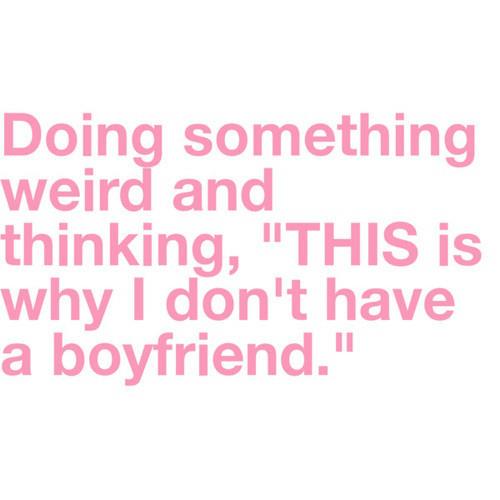 Doing something
weird and
thinking, "THIS is
why I don't have
a boyfriend."